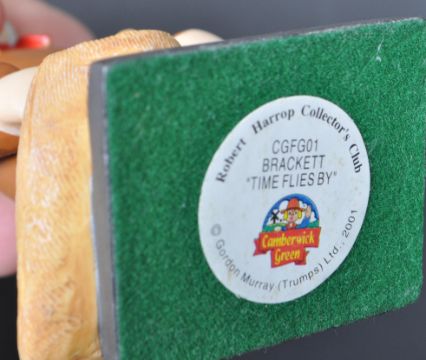 Robert Harrop Collector's Club
CGFG01
BRACKETT
"TIME FLIES BY"
Camberwick
Green
© Gordon Murray (Trumps) Ltd., 2001